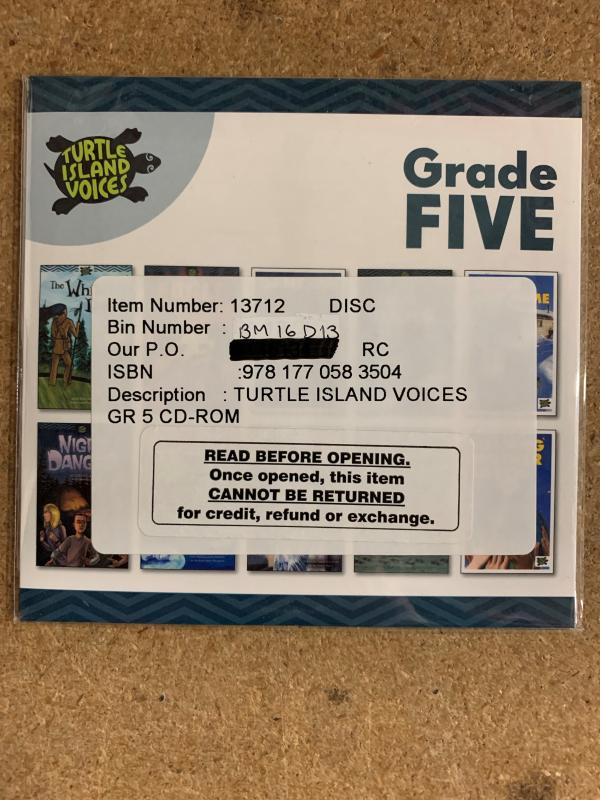 TURTLE
ISLAND
VOICES
Grade
FIVE
The
Item Number: 13712 DISC
Bin Number : BM 16 D13
Our P.O. RC
ISBN :978 177 058 3504
Description : TURTLE ISLAND VOICES
GR 5 CD-ROM
READ BEFORE OPENING.
Once opened, this item
CANNOT BE RETURNED
for credit, refund or exchange.